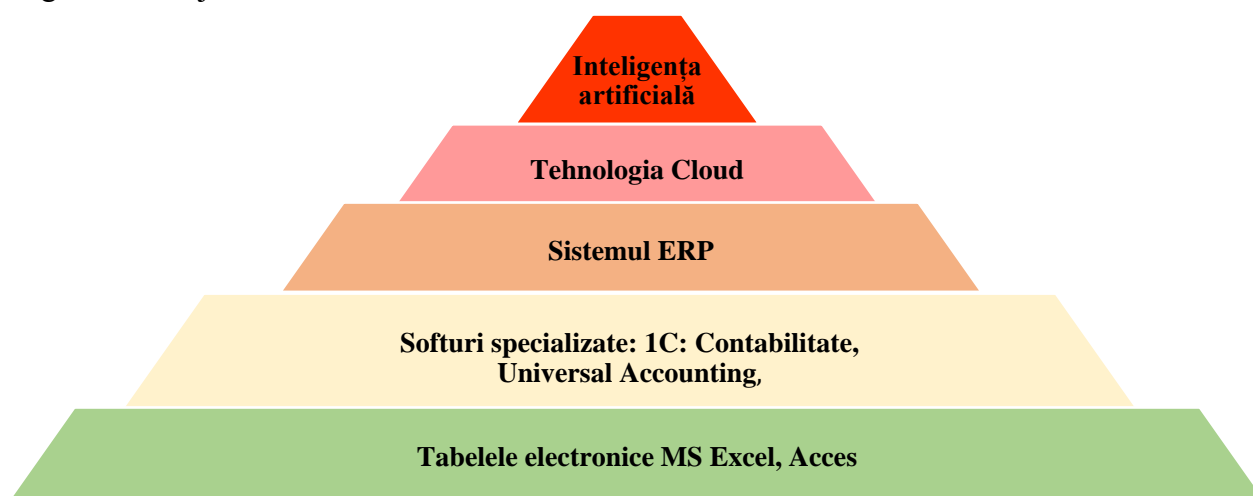 Inteligența
artificială
Tehnologia Cloud
Sistemul ERP
Softuri specializate: 1C: Contabilitate,
Universal Accounting,
Tabelele electronice MS Excel, Acces